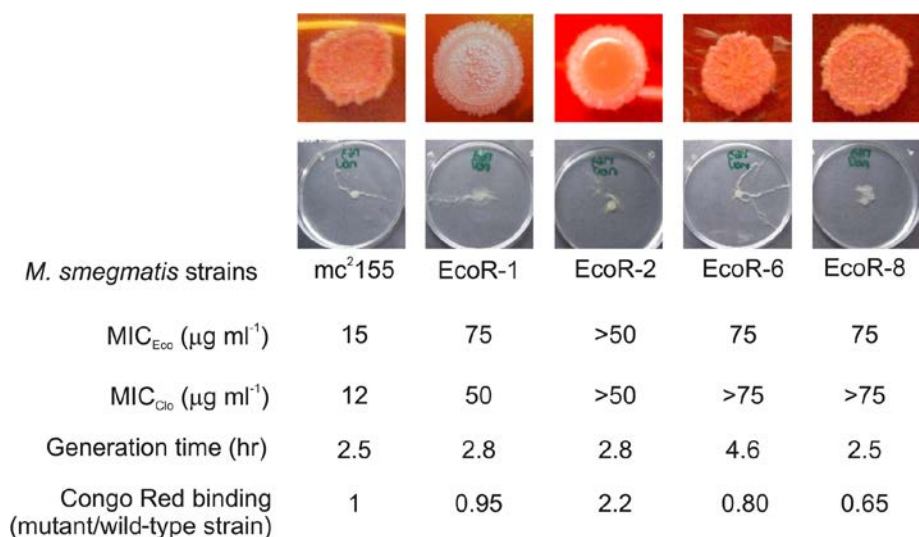 M. smegmatis strains mc²155 EcoR-1 EcoR-2 EcoR-6 EcoR-8
MIC_Eco (µg ml⁻¹) 15 75 >50 75 75
MIC_Clo (µg ml⁻¹) 12 50 >50 >75 >75
Generation time (hr) 2.5 2.8 2.8 4.6 2.5
Congo Red binding
(mutant/wild-type strain) 1 0.95 2.2 0.80 0.65